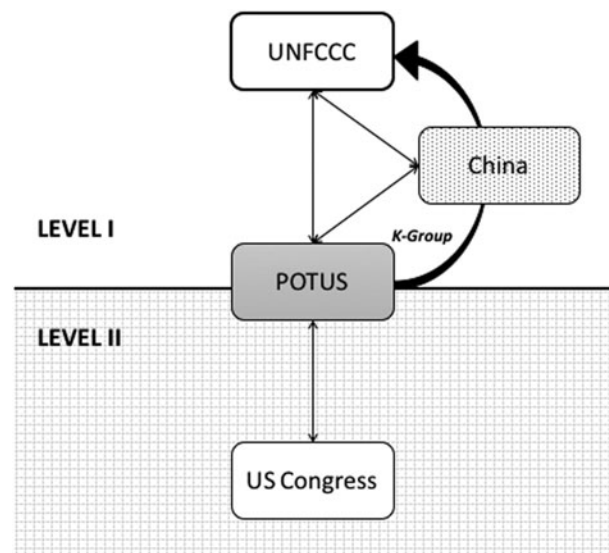 UNFCCC
China
LEVEL I
K-Group
POTUS
LEVEL II
US Congress